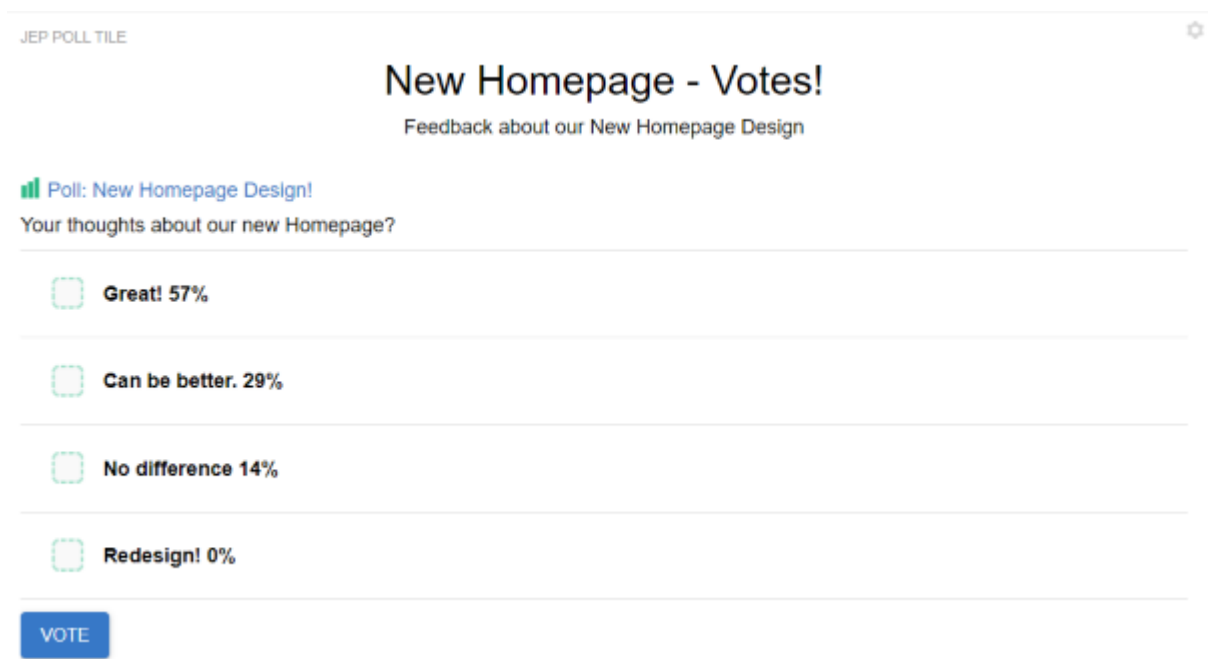 JEP POLL TILE
New Homepage - Votes!
Feedback about our New Homepage Design
Poll: New Homepage Design!
Your thoughts about our new Homepage?
Great! 57%
Can be better. 29%
No difference 14%
Redesign! 0%
VOTE